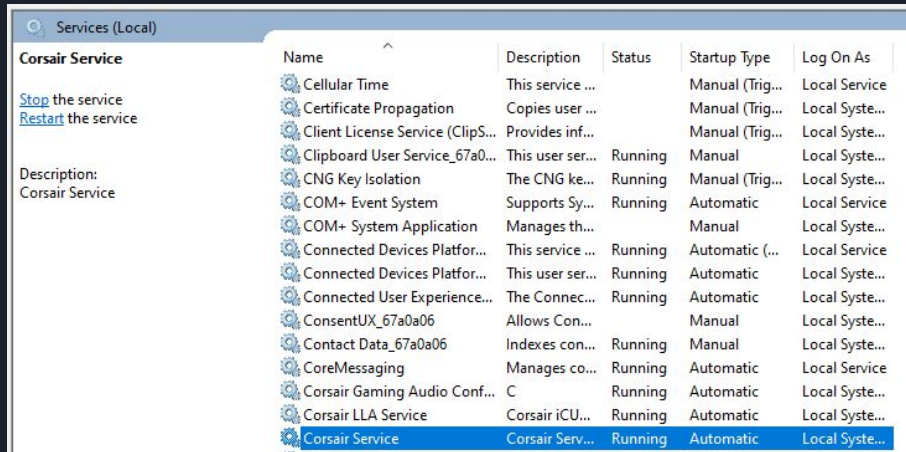 Services (Local)
Corsair Service
Stop the service
Restart the service
Description:
Corsair Service
Name Description Status Startup Type Log On As
Cellular Time This service ... Manual (Trig... Local Service
Certificate Propagation Copies user ... Manual (Trig... Local Syste...
Client License Service (ClipS... Provides inf... Manual (Trig... Local Syste...
Clipboard User Service_67a0... This user ser... Running Manual Local Syste...
CNG Key Isolation The CNG ke... Running Manual (Trig... Local Syste...
COM+ Event System Supports Sy... Running Automatic Local Service
COM+ System Application Manages th... Manual Local Syste...
Connected Devices Platfor... This service ... Running Automatic (... Local Service
Connected Devices Platfor... This user ser... Running Automatic Local Syste...
Connected User Experience... The Connec... Running Automatic Local Syste...
ConsentUX_67a0a06 Allows Con... Manual Local Syste...
Contact Data_67a0a06 Indexes con... Running Manual Local Syste...
CoreMessaging Manages co... Running Automatic Local Service
Corsair Gaming Audio Conf... C Running Automatic Local Syste...
Corsair LLA Service Corsair iCU... Running Automatic Local Syste...
Corsair Service Corsair Serv... Running Automatic Local Syste...